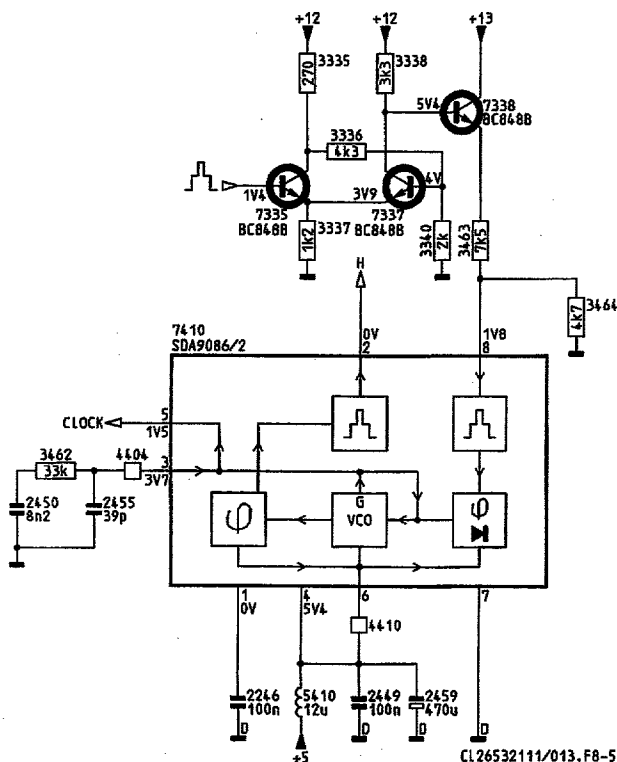 +12
+12
+13
270
3335
3k3
3338
5V4
7338
BC848B
3336
4k3
1V4
3V9
4V
7335
BC848B
3337
1k2
7337
BC848B
3340
2k
3463
7k5
4k7
3464
H
7410
SDA9086/2
0V
2
1V8
8
CLOCK
5
1V5
3462
33k
4404
3
3V7
2450
8n2
2455
39p
φ
G
VCO
φ
1
0V
4
5V4
6
7
4410
2246
100n
5410
12u
2449
100n
2459
470u
D
D
D
D
+5
CL26532111/013.F8-5